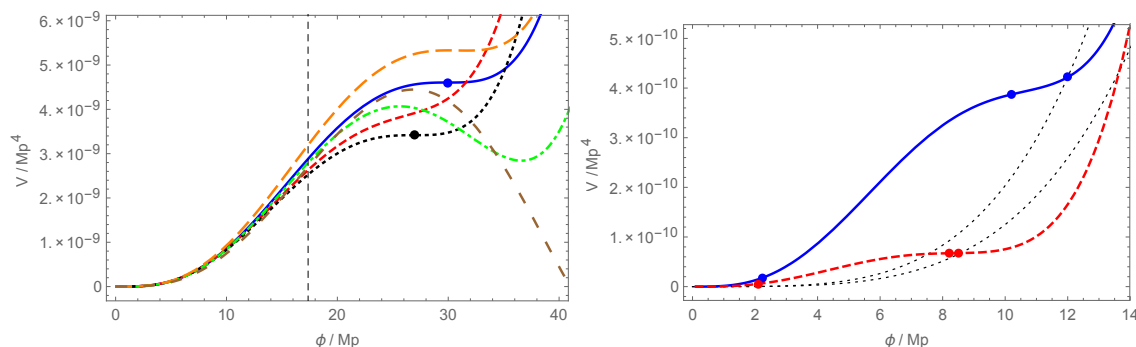 6. × 10⁻⁹
5. × 10⁻⁹
4. × 10⁻⁹
3. × 10⁻⁹
2. × 10⁻⁹
1. × 10⁻⁹
0
V / Mp⁴
0 10 20 30 40
ϕ / Mp
5. × 10⁻¹⁰
4. × 10⁻¹⁰
3. × 10⁻¹⁰
2. × 10⁻¹⁰
1. × 10⁻¹⁰
0
V / Mp⁴
0 2 4 6 8 10 12 14
ϕ / Mp